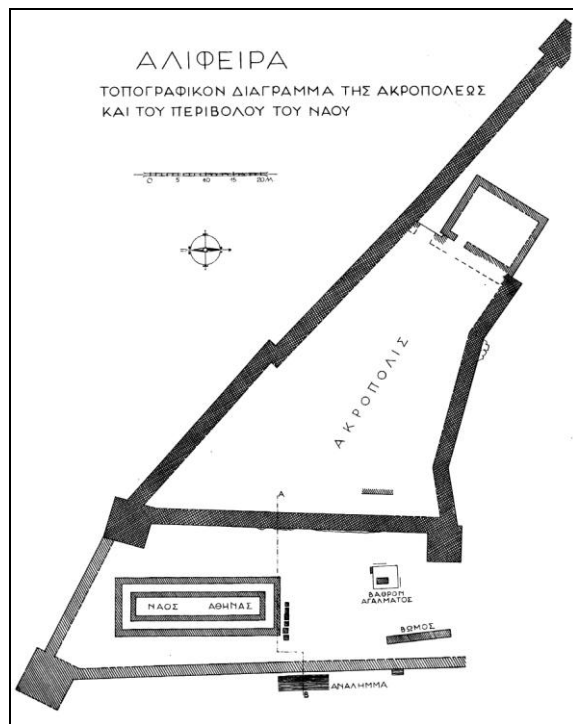 ΑΛΙΦΕΙΡΑ
ΤΟΠΟΓΡΑΦΙΚΟΝ ΔΙΑΓΡΑΜΜΑ ΤΗΣ ΑΚΡΟΠΟΛΕΩΣ
ΚΑΙ ΤΟΥ ΠΕΡΙΒΟΛΟΥ ΤΟΥ ΝΑΟΥ
0 5 10 15 20 Μ
ΑΚΡΟΠΟΛΙΣ
Α
ΝΑΟΣ ΑΘΗΝΑΣ
ΒΑΘΡΟΝ
ΑΓΑΛΜΑΤΟΣ
ΒΩΜΟΣ
ΑΝΑΛΗΜΜΑ